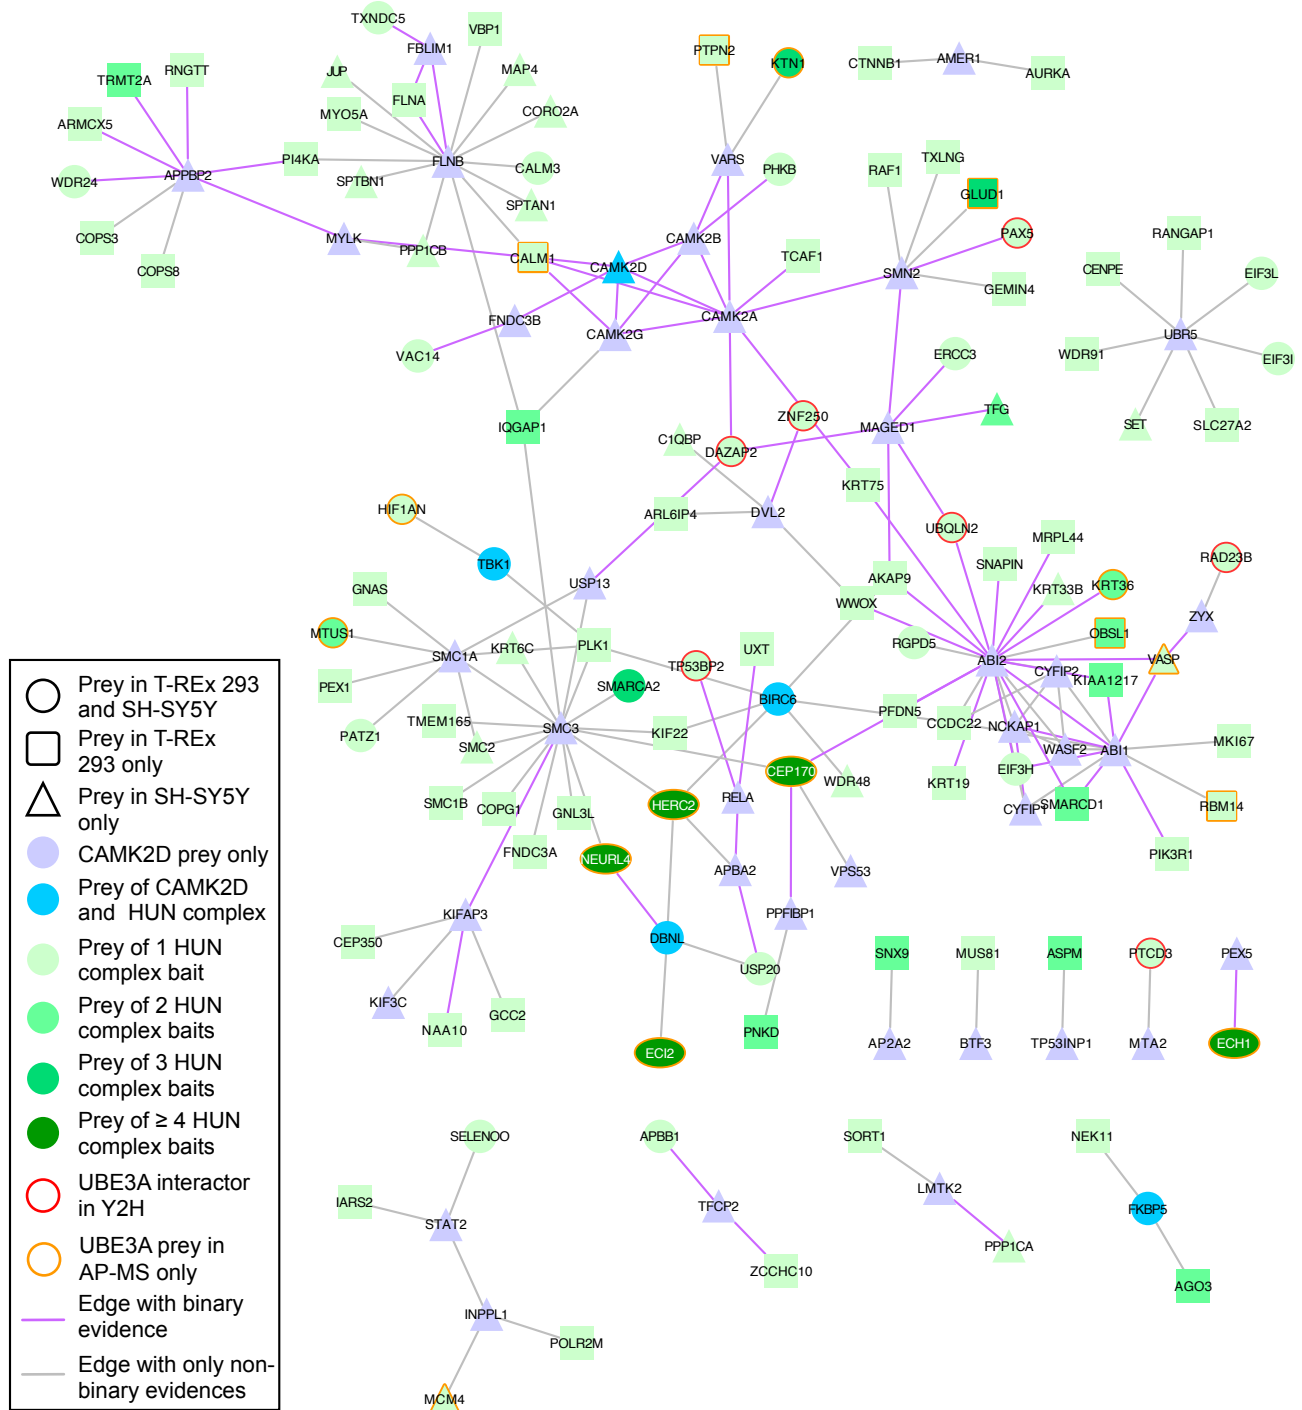 TXNDC5
FBLIM1
VBP1
PTPN2
KTN1
CTNNB1
AMER1
AURKA
TRMT2A
RNGTT
JUP
MAP4
FLNA
MYO5A
CORO2A
ARMCX5
PI4KA
FLNB
CALM3
VARS
PHKB
RAF1
TXLNG
GLUD1
WDR24
APPBP2
SPTBN1
SPTAN1
PAX5
RANGAP1
COPS3
MYLK
PPP1CB
CALM1
CAMK2B
CAMK2D
TCAF1
SMN2
GEMIN4
CENPE
EIF3L
COPS8
FNDC3B
CAMK2G
CAMK2A
UBR5
VAC14
ERCC3
WDR91
EIF3I
IQGAP1
C1QBP
ZNF250
DAZAP2
MAGED1
TFG
SET
SLC27A2
KRT75
HIF1AN
ARL6IP4
DVL2
UBQLN2
MRPL44
TBK1
USP13
SNAPIN
RAD23B
GNAS
AKAP9
WWOX
KRT33B
KRT36
ZYX
MTUS1
SMC1A
KRT6C
PLK1
TP53BP2
UXT
RGPD5
ABI2
OBSL1
VASP
PEX1
SMARCA2
BIRC6
CYFIP2
KIAA1217
PATZ1
TMEM165
SMC2
SMC3
KIF22
PFDN5
CCDC22
NCKAP1
WASF2
ABI1
MKI67
CEP170
WDR48
EIF3H
KRT19
SMC1B
COPG1
GNL3L
HERC2
RELA
CYFIP1
SMARCD1
RBM14
FNDC3A
NEURL4
APBA2
VPS53
PIK3R1
KIFAP3
PPFIBP1
CEP350
DBNL
USP20
KIF3C
NAA10
GCC2
ECI2
PNKD
SNX9
MUS81
ASPM
PTCD3
PEX5
AP2A2
BTF3
TP53INP1
MTA2
ECH1
SELENOO
APBB1
SORT1
NEK11
IARS2
STAT2
TFCP2
LMTK2
FKBP5
ZCCHC10
PPP1CA
AGO3
INPPL1
POLR2M
MCM4
Prey in T-REx 293
and SH-SY5Y
Prey in T-REx
293 only
Prey in SH-SY5Y
only
CAMK2D prey only
Prey of CAMK2D
and HUN complex
Prey of 1 HUN
complex bait
Prey of 2 HUN
complex baits
Prey of 3 HUN
complex baits
Prey of ≥ 4 HUN
complex baits
UBE3A interactor
in Y2H
UBE3A prey in
AP-MS only
Edge with binary
evidence
Edge with only non-
binary evidences